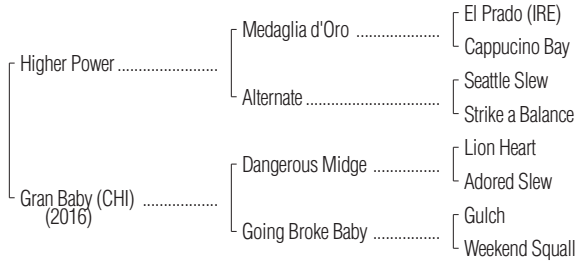 El Prado (IRE)
Medaglia d'Oro ....................
Cappucino Bay
Higher Power ........................
Seattle Slew
Alternate ................................
Strike a Balance
Lion Heart
Dangerous Midge ................
Adored Slew
Gran Baby (CHI) ..................
(2016)
Gulch
Going Broke Baby ................
Weekend Squall